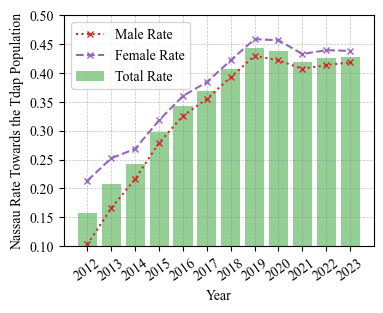 Nassau Rate Towards the Tdap Population
0.50
0.45
0.40
0.35
0.30
0.25
0.20
0.15
0.10
Male Rate
Female Rate
Total Rate
2012 2013 2014 2015 2016 2017 2018 2019 2020 2021 2022 2023
Year